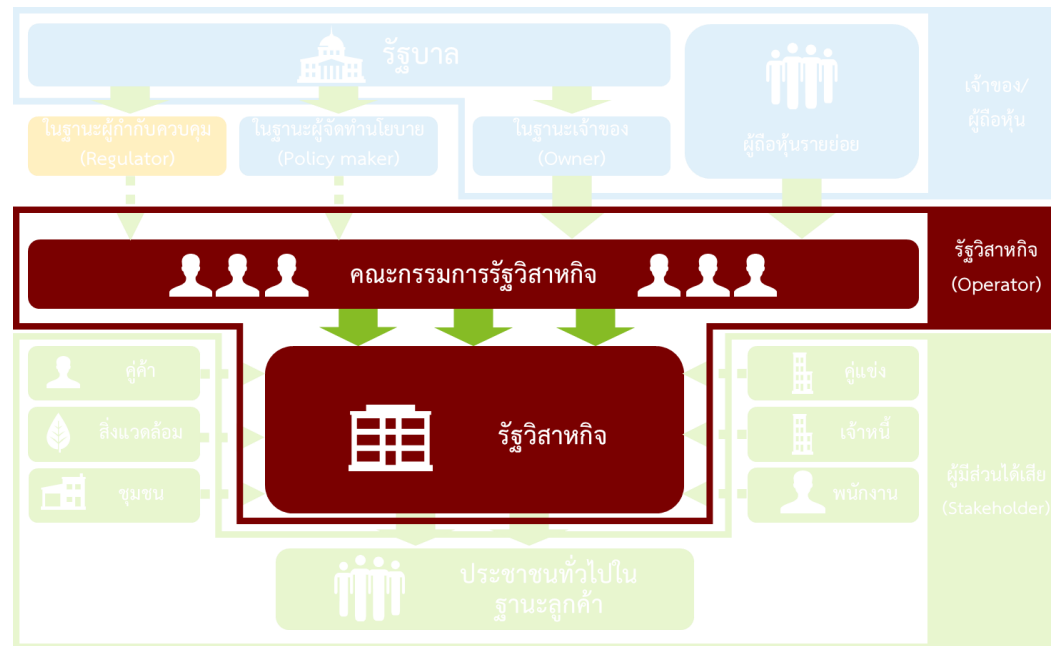 รัฐบาล
เจ้าของ/
ผู้ถือหุ้น
ในฐานะผู้กำกับควบคุม
(Regulator)
ในฐานะผู้จัดทำนโยบาย
(Policy maker)
ในฐานะเจ้าของ
(Owner)
ผู้ถือหุ้นรายย่อย
คณะกรรมการรัฐวิสาหกิจ
รัฐวิสาหกิจ
(Operator)
คู่ค้า
สิ่งแวดล้อม
ชุมชน
รัฐวิสาหกิจ
คู่แข่ง
เจ้าหนี้
พนักงาน
ผู้มีส่วนได้เสีย
(Stakeholder)
ประชาชนทั่วไปใน
ฐานะลูกค้า